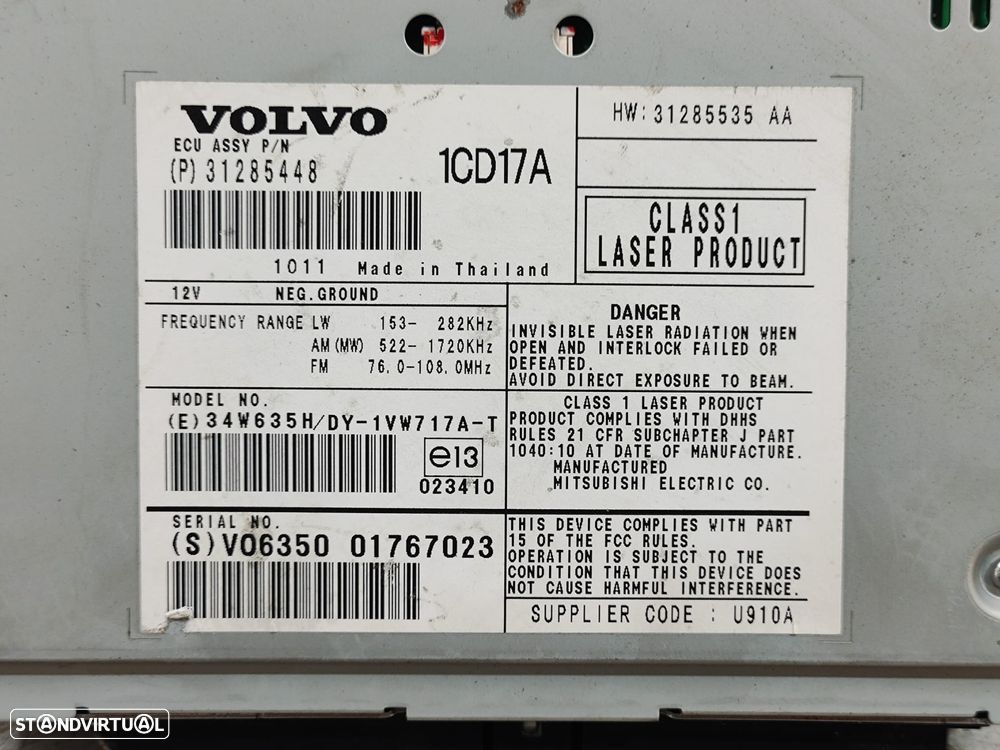 VOLVO
ECU ASSY P/N
(P) 31285448
1CD17A
1011 Made in Thailand
HW: 31285535 AA
CLASS1
LASER PRODUCT
12V NEG. GROUND
FREQUENCY RANGE LW 153- 282KHz
AM (MW) 522- 1720KHz
FM 76.0-108.0MHz
DANGER
INVISIBLE LASER RADIATION WHEN
OPEN AND INTERLOCK FAILED OR
DEFEATED.
AVOID DIRECT EXPOSURE TO BEAM.
MODEL NO.
(E) 34W635H/DY-1VW717A-T
e13
023410
CLASS 1 LASER PRODUCT
PRODUCT COMPLIES WITH DHHS
RULES 21 CFR SUBCHAPTER J PART
1040:10 AT DATE OF MANUFACTURE.
MANUFACTURED
MITSUBISHI ELECTRIC CO.
SERIAL NO.
(S) VO6350 01767023
THIS DEVICE COMPLIES WITH PART
15 OF THE FCC RULES.
OPERATION IS SUBJECT TO THE
CONDITION THAT THIS DEVICE DOES
NOT CAUSE HARMFUL INTERFERENCE.
SUPPLIER CODE : U910A
STANDVIRTUAL